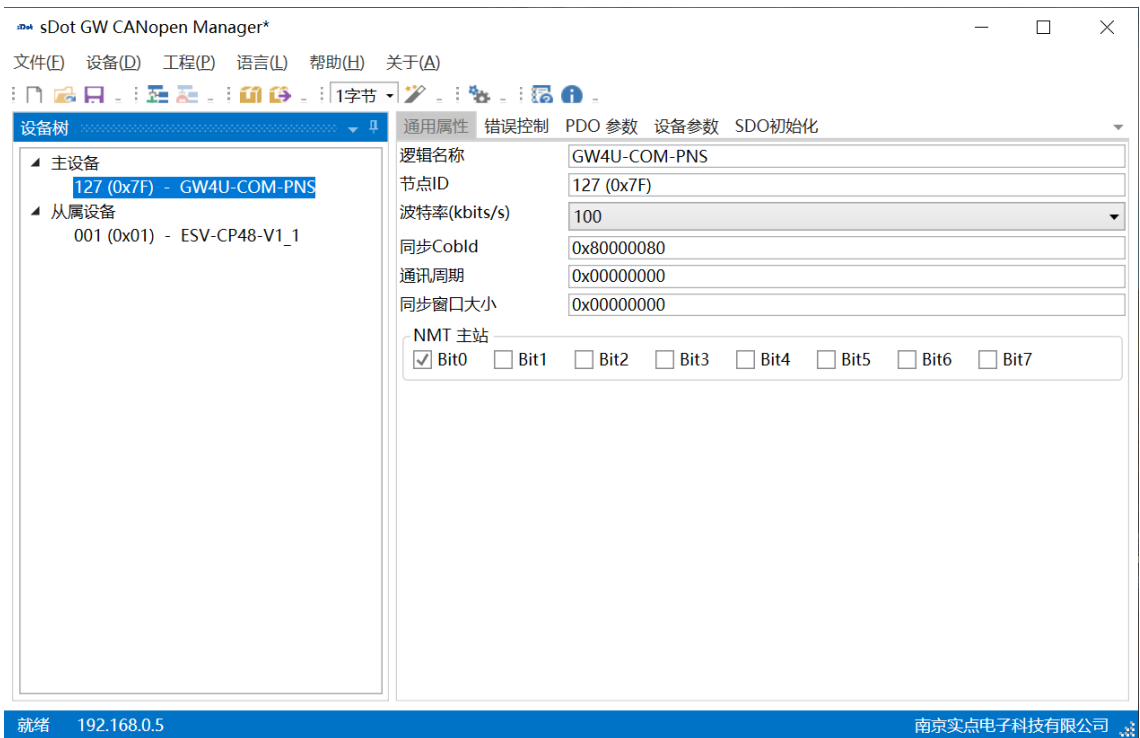 sDot sDot GW CANopen Manager*
文件(F) 设备(D) 工程(P) 语言(L) 帮助(H) 关于(A)
1字节
设备树
通用属性 错误控制 PDO 参数 设备参数 SDO初始化
主设备
127 (0x7F) - GW4U-COM-PNS
从属设备
001 (0x01) - ESV-CP48-V1_1
逻辑名称 GW4U-COM-PNS
节点ID 127 (0x7F)
波特率(kbits/s) 100
同步CobId 0x80000080
通讯周期 0x00000000
同步窗口大小 0x00000000
NMT 主站
Bit0 Bit1 Bit2 Bit3 Bit4 Bit5 Bit6 Bit7
就绪 192.168.0.5 南京实点电子科技有限公司